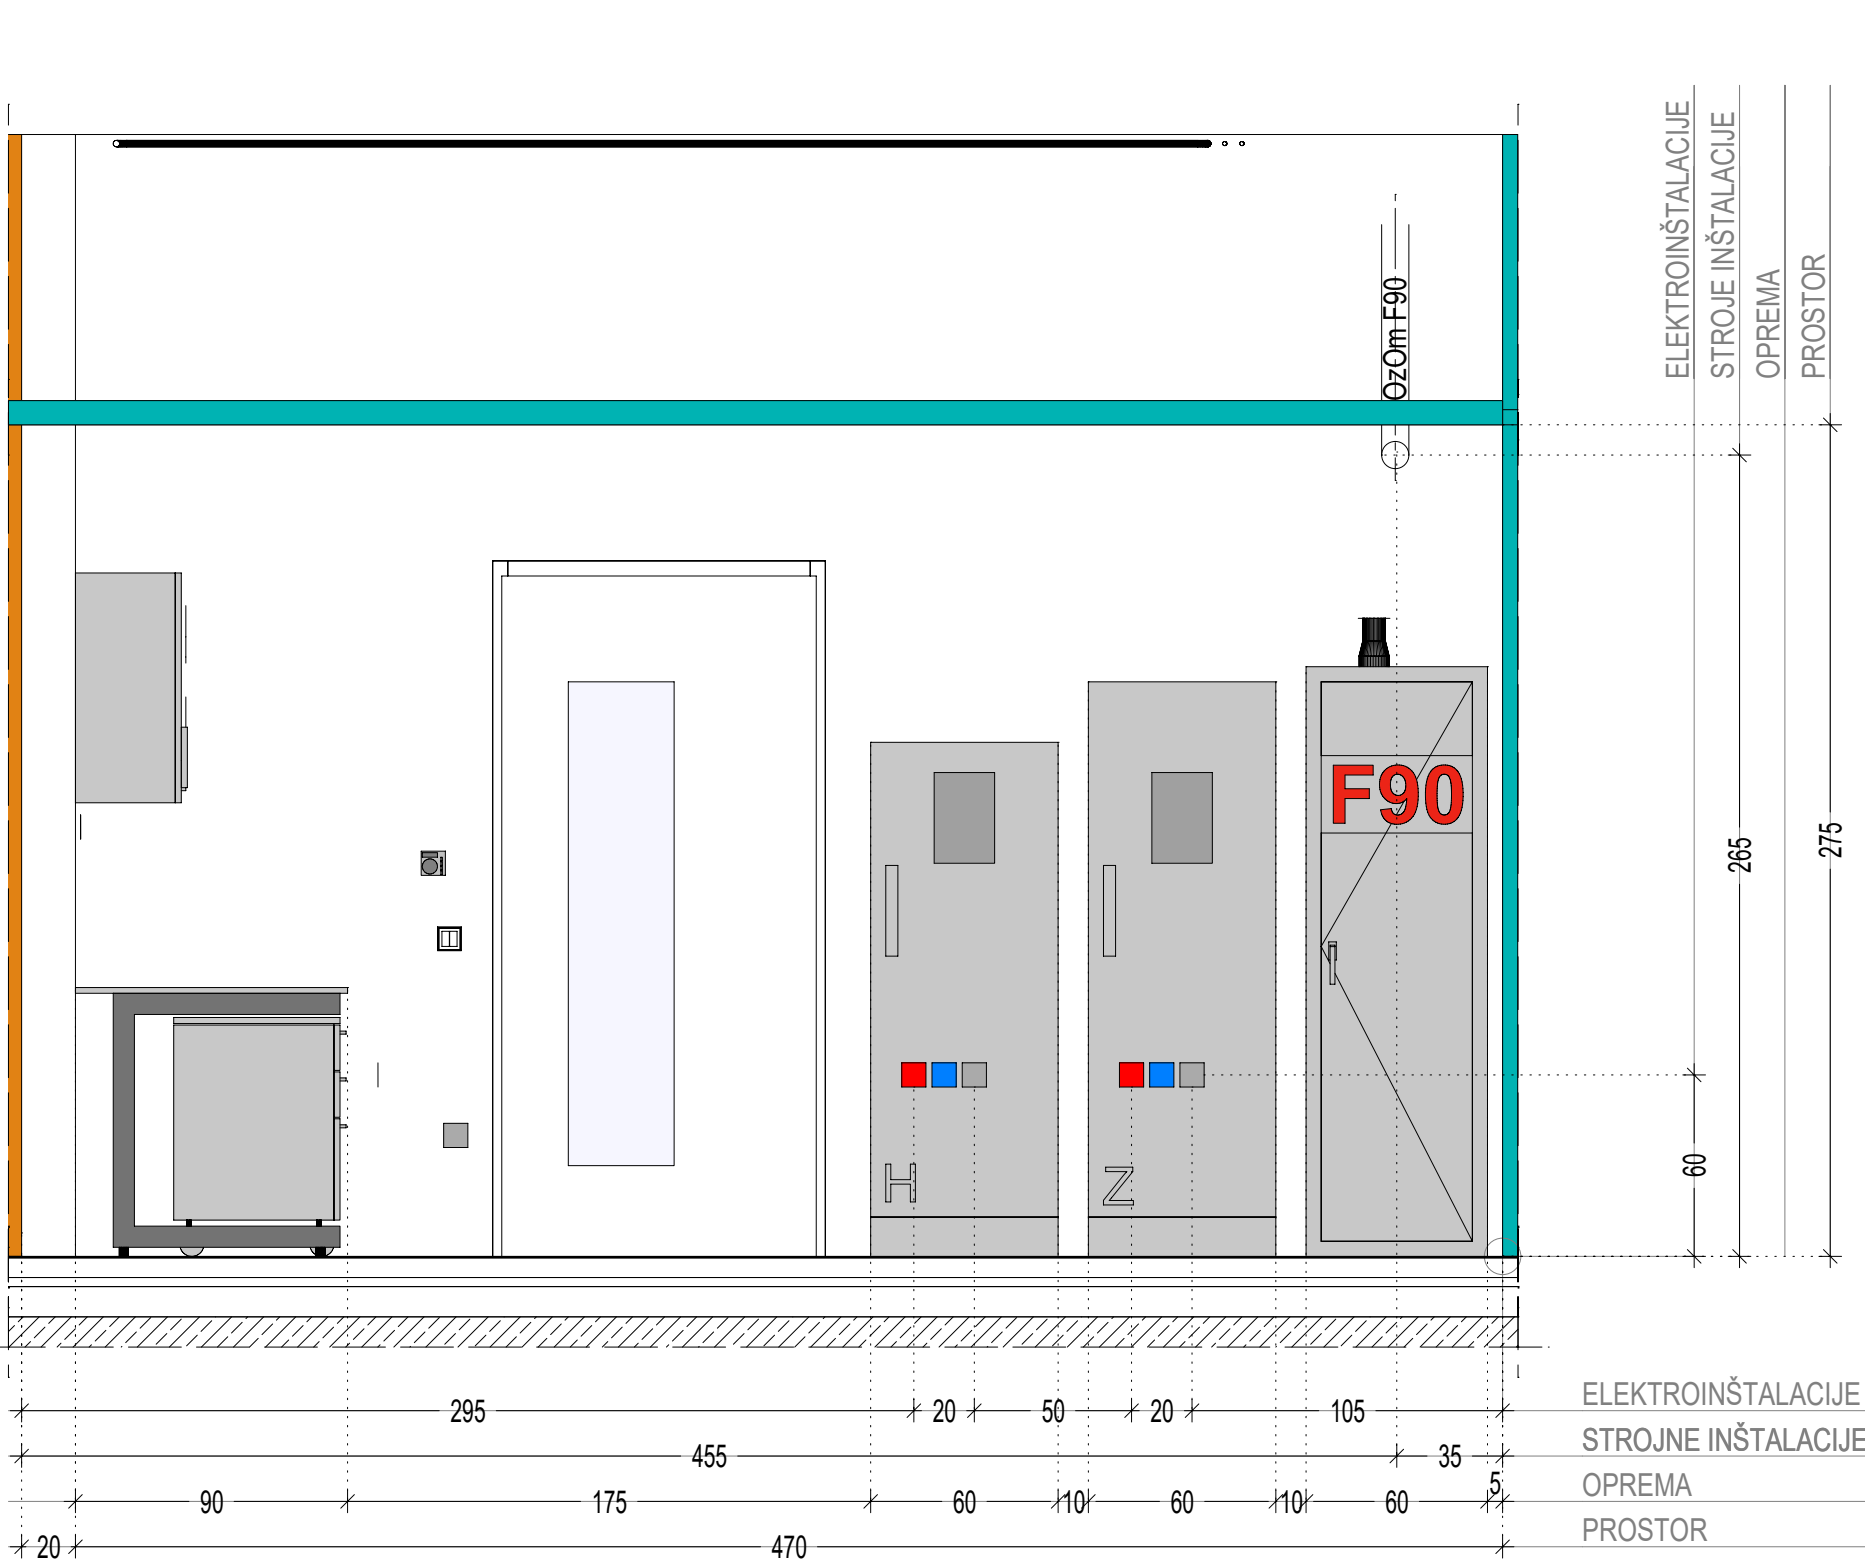 ELEKTROINŠTALACIJE
STROJE INŠTALACIJE
OPREMA
PROSTOR
OzOm F90
F90
265
275
60
H
Z
295 20 50 20 105
ELEKTROINŠTALACIJE
455 35
STROJNE INŠTALACIJE
90 175 60 10 60 10 60 5
OPREMA
20 470
PROSTOR